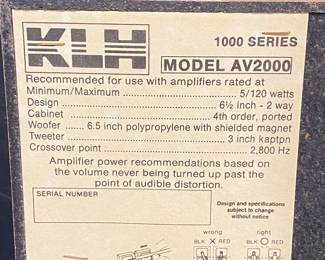 KLH
1000 SERIES
MODEL AV2000
Recommended for use with amplifiers rated at
Minimum/Maximum ........ 5/120 watts
Design ........ 6½ inch - 2 way
Cabinet ........ 4th order, ported
Woofer .... 6.5 inch polypropylene with shielded magnet
Tweeter ........ 3 inch kaptpn
Crossover point ........ 2,800 Hz
Amplifier power recommendations based on
the volume never being turned up past the
point of audible distortion.
SERIAL NUMBER
Design and specifications
subject to change
without notice
wrong right
BLK RED BLK RED